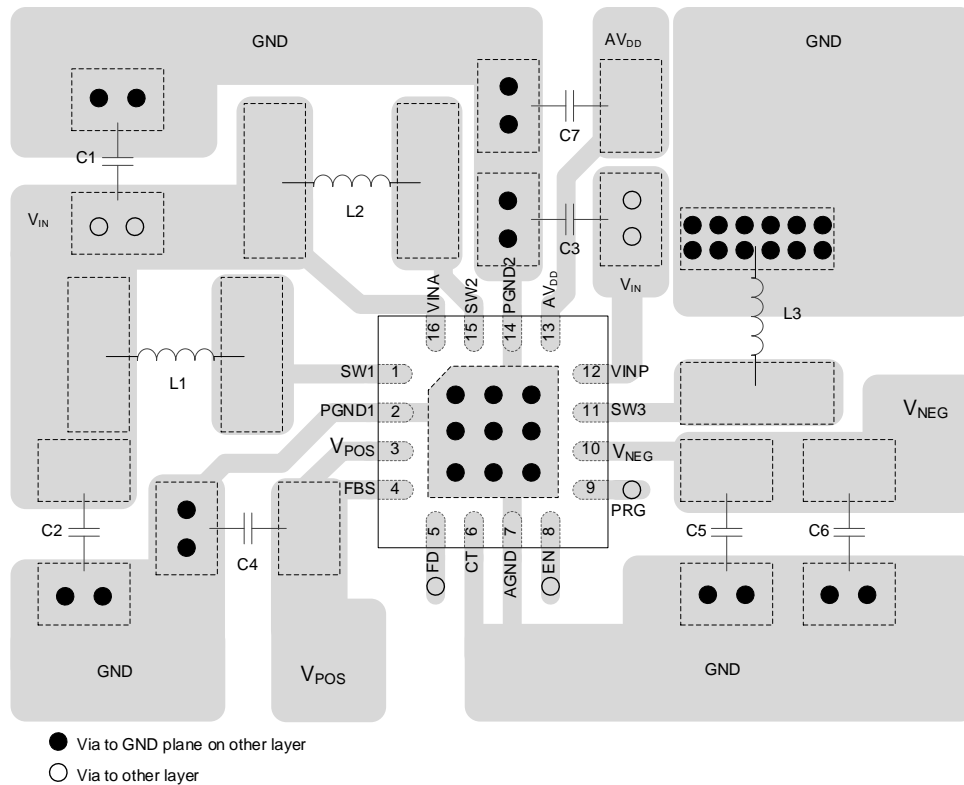 GND
AVDD
GND
C7
C1
L2
VIN
C3
VIN
L3
VINA
SW2
PGND2
AVDD
16
15
14
13
L1
SW1
1
12
VINP
PGND1
2
11
SW3
VNEG
VPOS
3
10
VNEG
FBS
4
9
PRG
C2
C4
5
6
7
8
FD
CT
AGND
EN
C5
C6
GND
VPOS
GND
Via to GND plane on other layer
Via to other layer